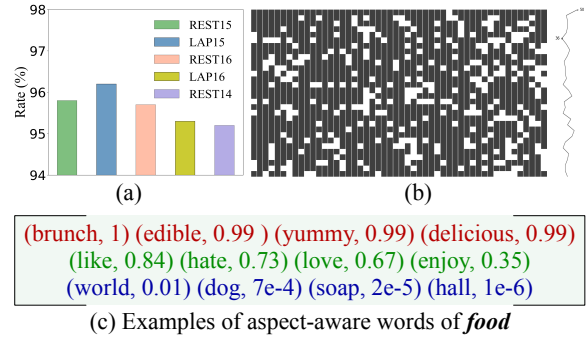 98
97
96
95
94
Rate (%)
REST15
LAP15
REST16
LAP16
REST14
(a)
(b)
(brunch, 1) (edible, 0.99 ) (yummy, 0.99) (delicious, 0.99)
(like, 0.84) (hate, 0.73) (love, 0.67) (enjoy, 0.35)
(world, 0.01) (dog, 7e-4) (soap, 2e-5) (hall, 1e-6)
(c) Examples of aspect-aware words of food